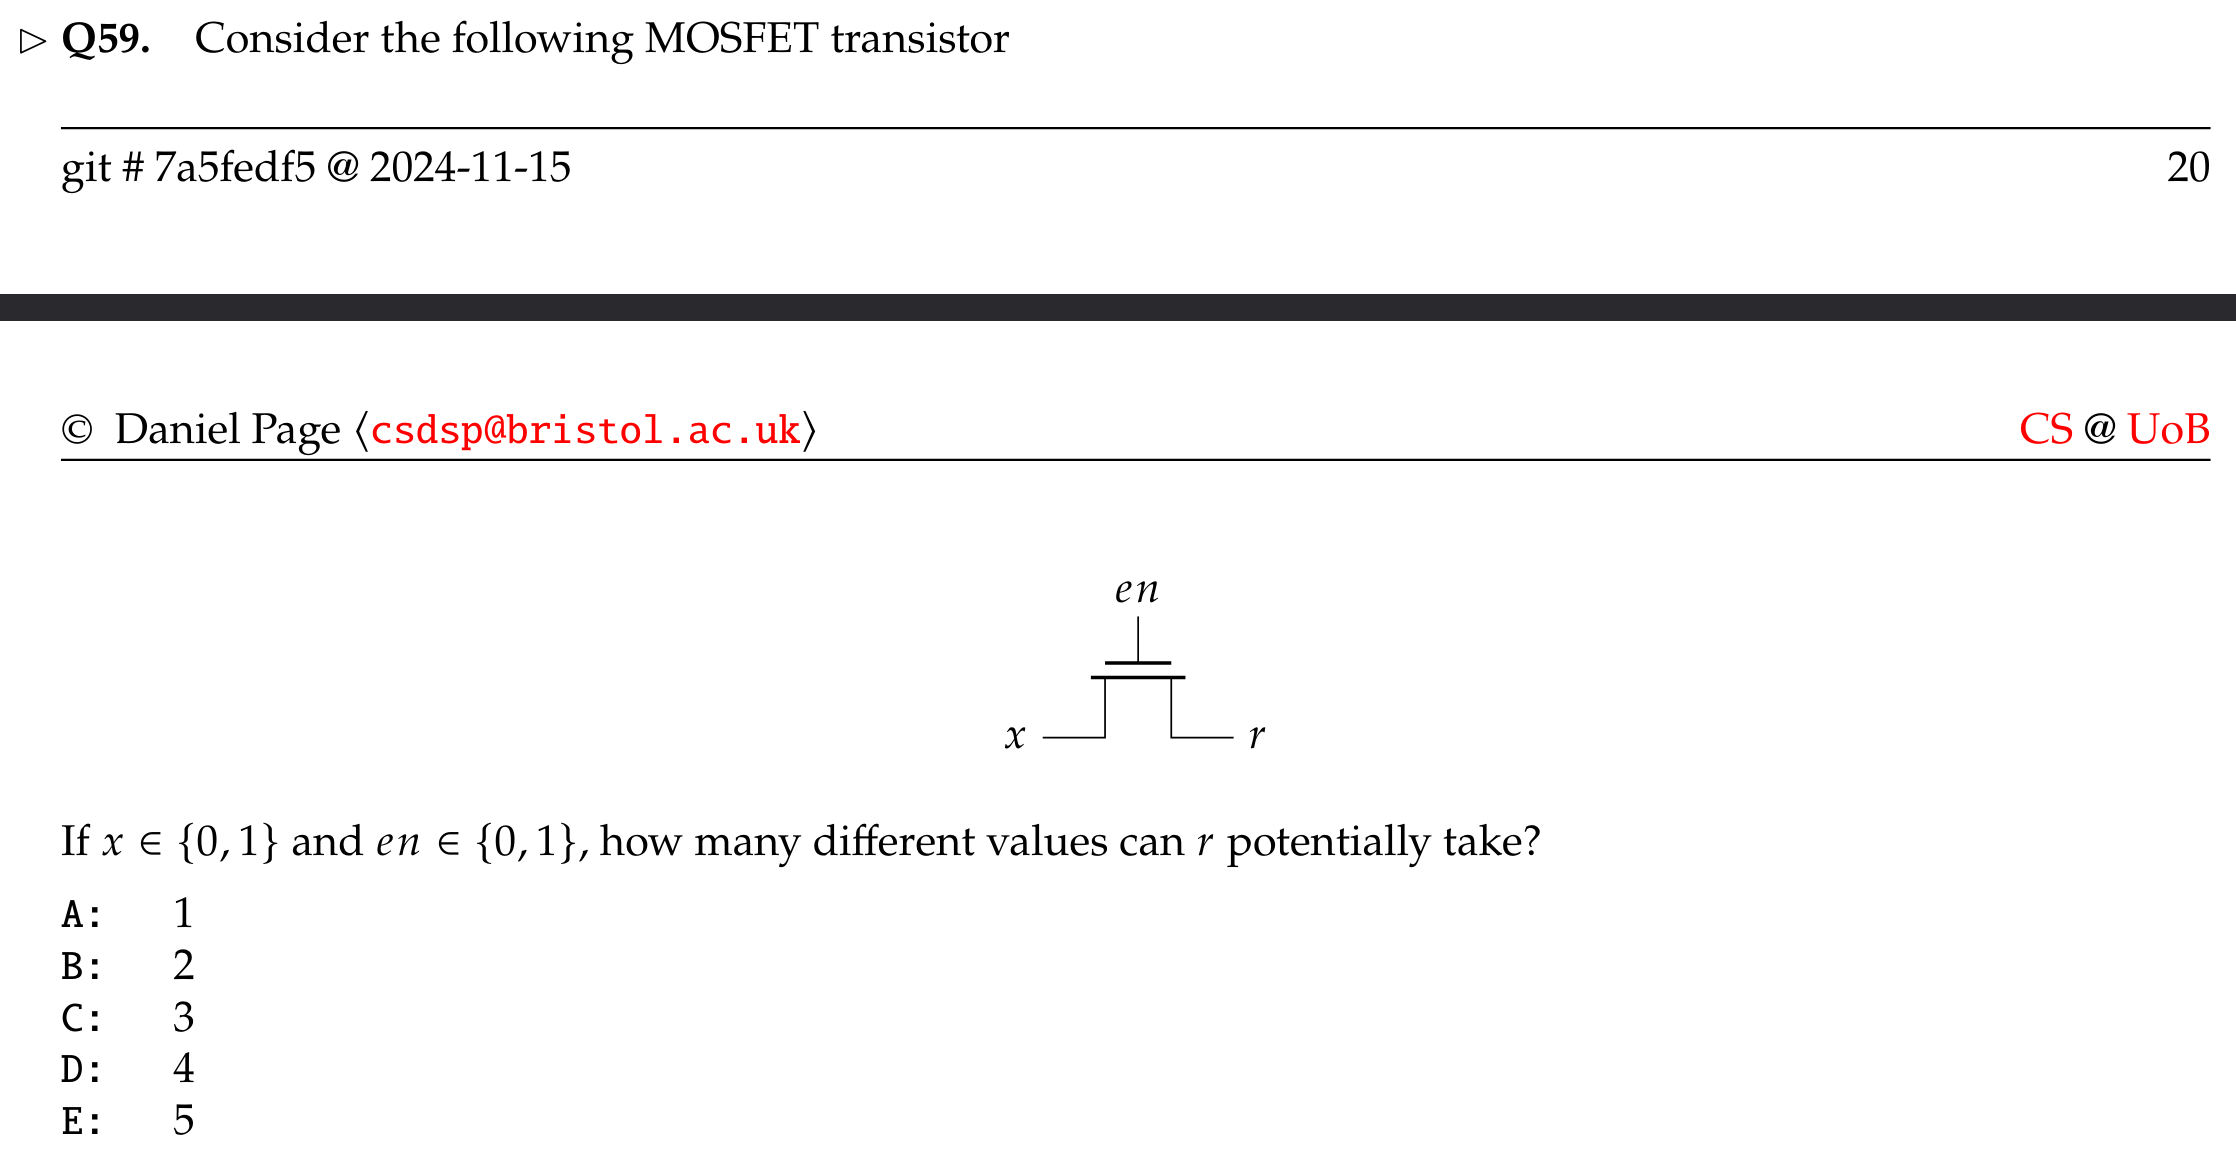 ▷ Q59. Consider the following MOSFET transistor
git # 7a5fedf5 @ 2024-11-15 20
© Daniel Page ⟨csdsp@bristol.ac.uk⟩ CS @ UoB
en
x r
If x ∈ {0, 1} and en ∈ {0, 1}, how many different values can r potentially take?
A: 1
B: 2
C: 3
D: 4
E: 5